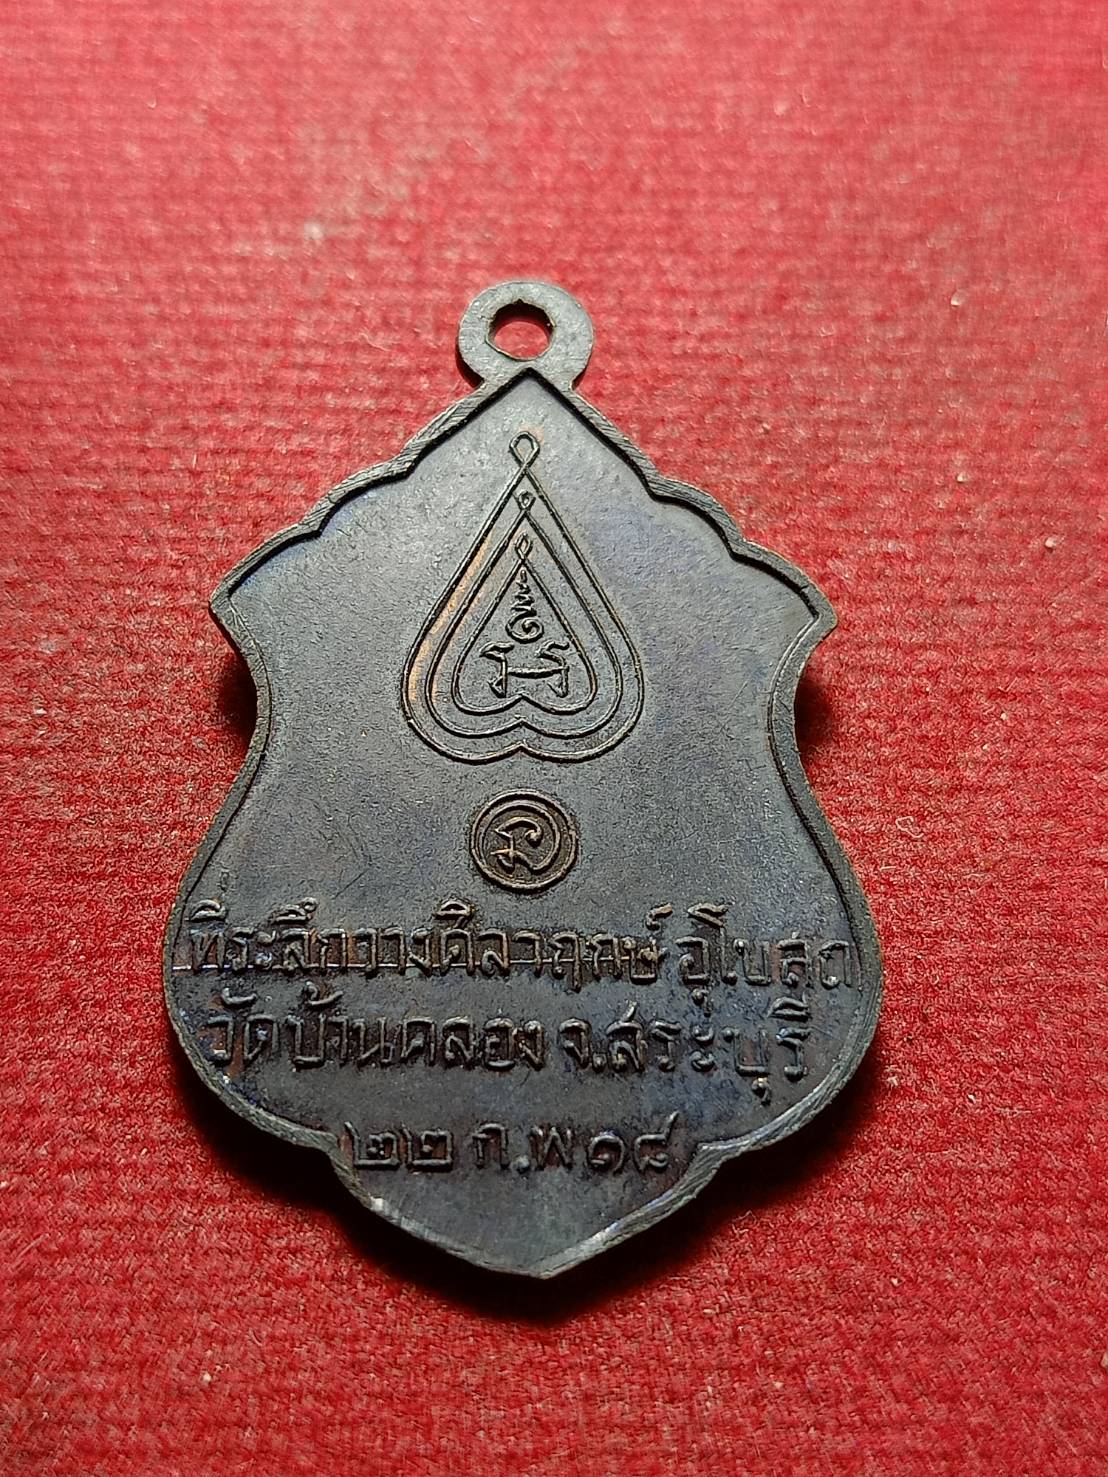 ที่ระลึกวางศิลาฤกษ์ อุโบสถ
วัดบ้านคลอง จ.สระบุรี
๒๒ ก.พ ๑๘